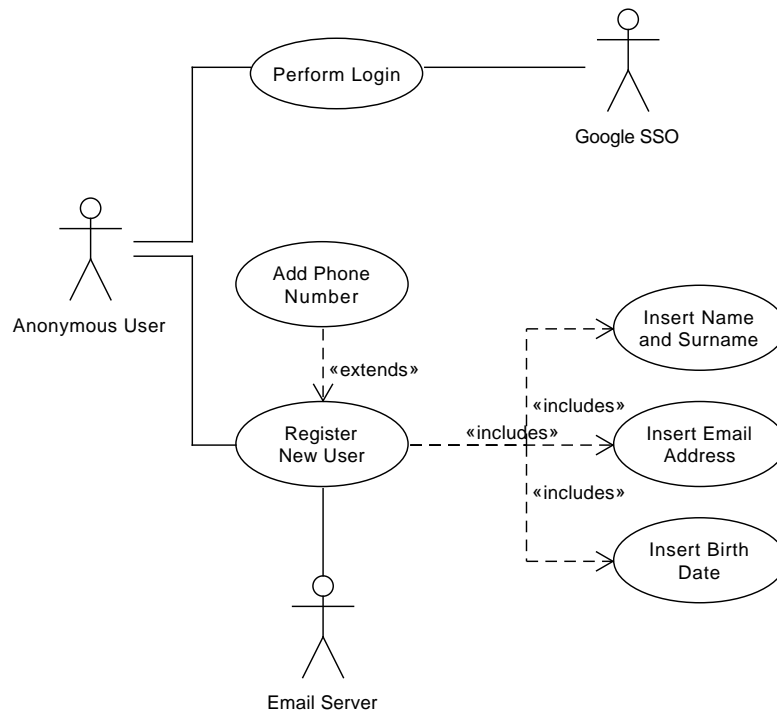 Perform Login
Google SSO
Anonymous User
Add Phone
Number
«extends»
Insert Name
and Surname
«includes»
Register
New User
«includes»
Insert Email
Address
«includes»
Insert Birth
Date
Email Server